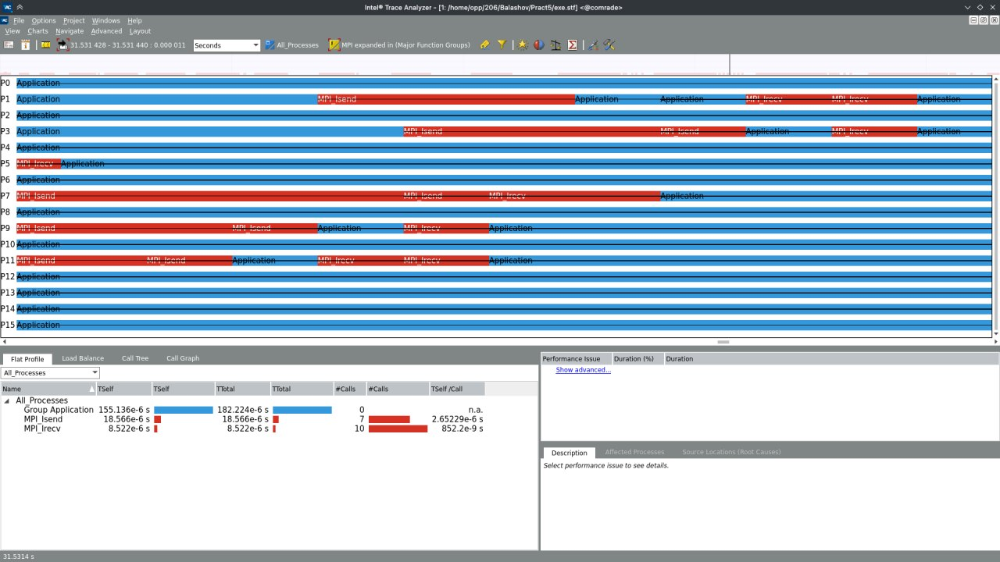 Intel® Trace Analyzer - [1: /home/opp/206/Balashov/Pract5/exe.stf] <@comrade>
File Options Project Windows Help
View Charts Navigate Advanced Layout
31.531 428 - 31.531 440 : 0.000 011 Seconds All_Processes MPI expanded in (Major Function Groups)
P0 Application
P1 Application MPI_Isend Application Application MPI_Irecv MPI_Irecv Application
P2 Application
P3 Application MPI_Isend MPI_Isend Application MPI_Irecv Application
P4 Application
P5 MPI_Irecv Application
P6 Application
P7 MPI_Isend MPI_Isend MPI_Irecv Application
P8 Application
P9 MPI_Isend MPI_Isend Application MPI_Irecv Application
P10 Application
P11 MPI_Isend MPI_Isend Application MPI_Irecv MPI_Irecv Application
P12 Application
P13 Application
P14 Application
P15 Application
Flat Profile Load Balance Call Tree Call Graph
All_Processes
Name TSelf TSelf TTotal TTotal #Calls #Calls TSelf /Call
All_Processes
Group Application 155.136e-6 s 182.224e-6 s 0 n.a.
MPI_Isend 18.566e-6 s 18.566e-6 s 7 2.65229e-6 s
MPI_Irecv 8.522e-6 s 8.522e-6 s 10 852.2e-9 s
Performance Issue Duration (%) Duration
Show advanced...
Description Affected Processes Source Locations (Root Causes)
Select performance issue to see details.
31.5314 s